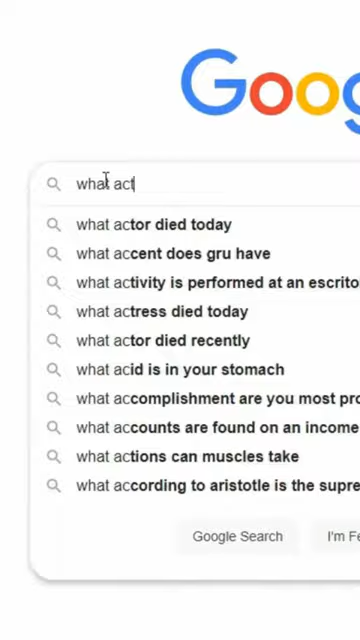 Goog
what act
what actor died today
what accent does gru have
what activity is performed at an escrito
what actress died today
what actor died recently
what acid is in your stomach
what accomplishment are you most pro
what accounts are found on an income
what actions can muscles take
what according to aristotle is the supre
Google Search I'm Fe